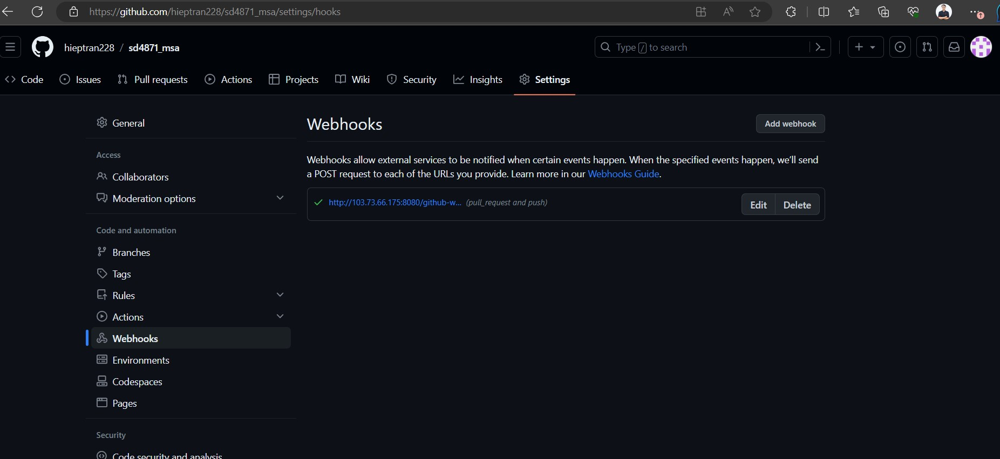 https://github.com/hieptran228/sd4871_msa/settings/hooks
hieptran228 / sd4871_msa
Type / to search
Code Issues Pull requests Actions Projects Wiki Security Insights Settings
General
Access
Collaborators
Moderation options
Code and automation
Branches
Tags
Rules
Actions
Webhooks
Environments
Codespaces
Pages
Security
Code security and analysis
Webhooks
Add webhook
Webhooks allow external services to be notified when certain events happen. When the specified events happen, we’ll send
a POST request to each of the URLs you provide. Learn more in our Webhooks Guide.
http://103.73.66.175:8080/github-w... (pull_request and push)
Edit Delete